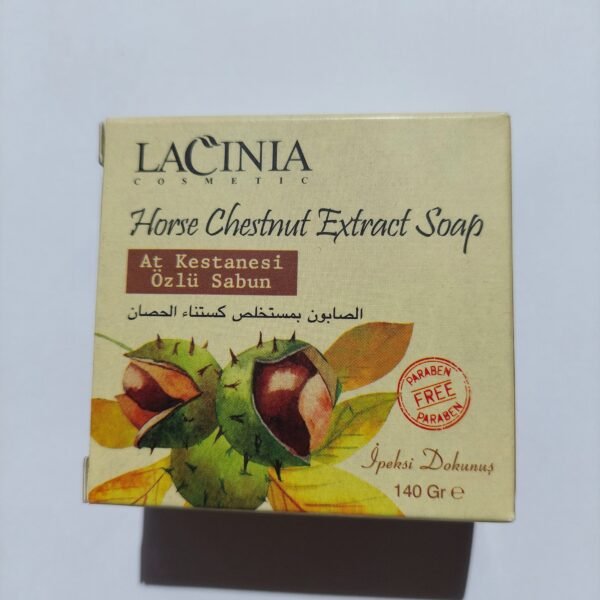 LACINIA
COSMETIC
Horse Chestnut Extract Soap
At Kestanesi
Özlü Sabun
الصابون بمستخلص كستناء الحصان
PARABEN
FREE
PARABEN
İpeksi Dokunuş
140 Gr ℮